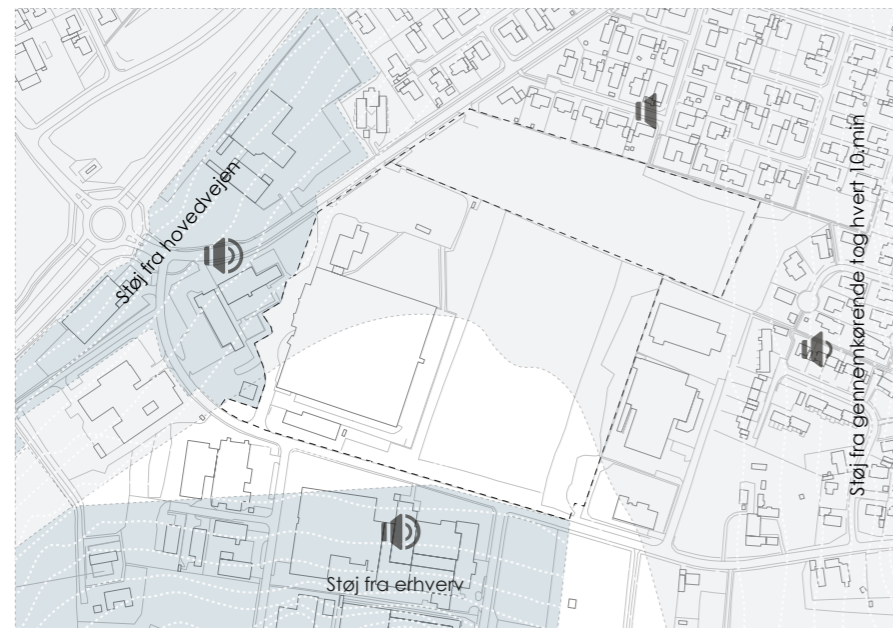 Støj fra hovedvejen
Støj fra gennemkørende tog hvert 10.min
Støj fra erhverv